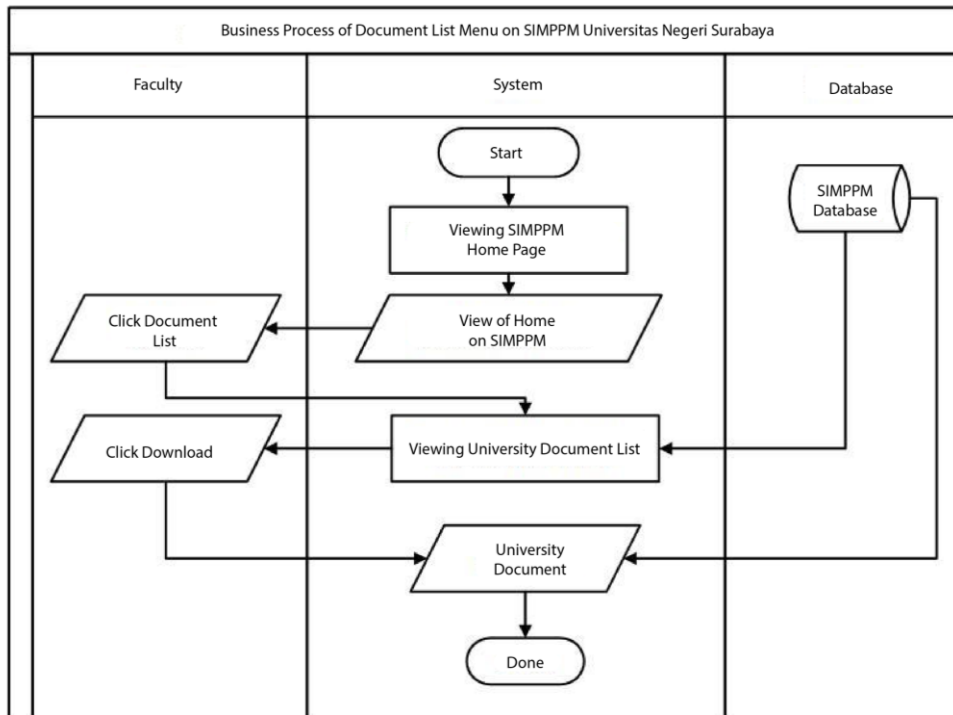 Business Process of Document List Menu on SIMPPM Universitas Negeri Surabaya
Faculty
System
Database
Start
SIMPPM
Database
Viewing SIMPPM
Home Page
Click Document
List
View of Home
on SIMPPM
Click Download
Viewing University Document List
University
Document
Done